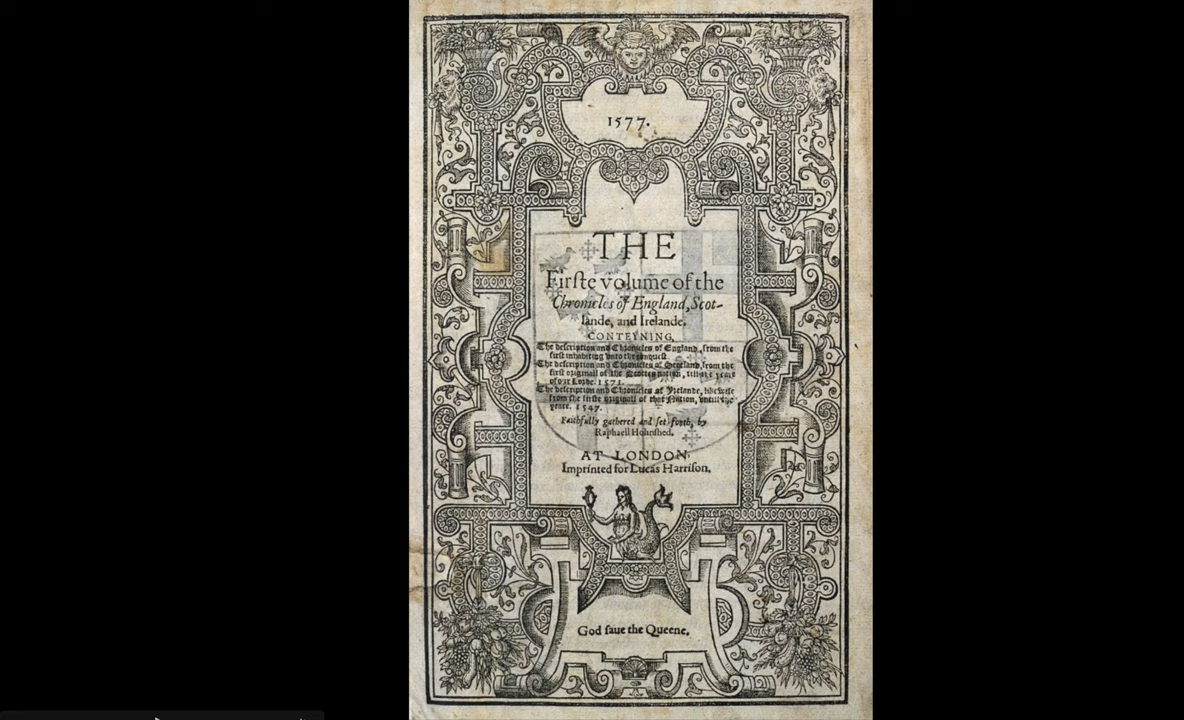 1577.
THE
Firſte volume of the
Chronicles of England, Scot-
lande, and Irelande.
CONTEYNING,
The deſcription and Chronicles of England, from the
firſt inhabiting vnto the conqueſt
The deſcription and Chronicles of Scotland, from the
firſt originall of the Scottes nation, till the yeare
of our Lorde. 1571.
The deſcription and Chronicles of Yrelande, likewiſe
from the firſte originall of that Nation, vntill the
yeare. 1547.
Faithfully gathered and ſet forth, by
Raphaell Holinſhed.
AT LONDON,
Imprinted for Lucas Harriſon.
God ſaue the Queene.